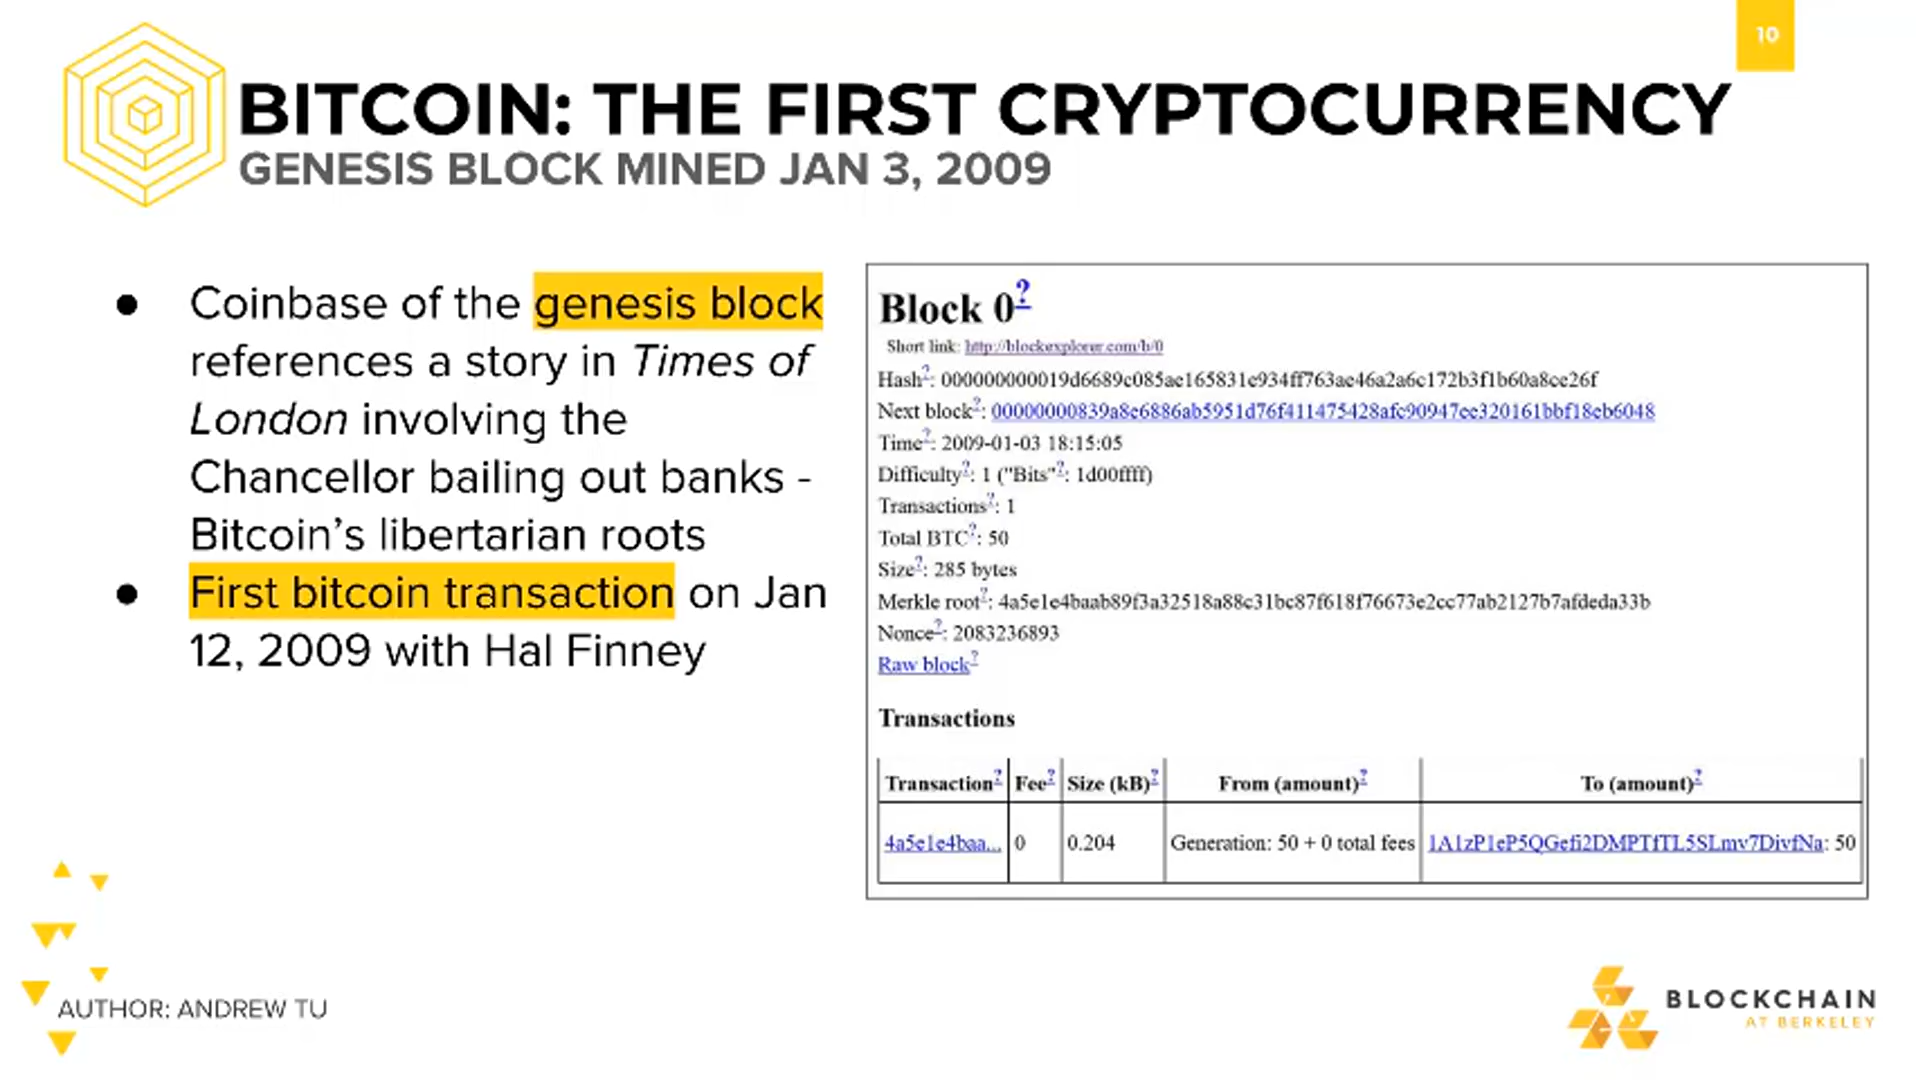 10
BITCOIN: THE FIRST CRYPTOCURRENCY
GENESIS BLOCK MINED JAN 3, 2009
● Coinbase of the genesis block
references a story in Times of
London involving the
Chancellor bailing out banks -
Bitcoin's libertarian roots
● First bitcoin transaction on Jan
12, 2009 with Hal Finney
Block 0?
Short link: http://blockexplorer.com/b/0
Hash?: 000000000019d6689c085ae165831e934ff763ae46a2a6c172b3f1b60a8ce26f
Next block?: 00000000839a8e6886ab5951d76f411475428afc90947ee320161bbf18eb6048
Time?: 2009-01-03 18:15:05
Difficulty?: 1 ("Bits"?: 1d00ffff)
Transactions?: 1
Total BTC?: 50
Size?: 285 bytes
Merkle root?: 4a5e1e4baab89f3a32518a88c31bc87f618f76673e2cc77ab2127b7afdeda33b
Nonce?: 2083236893
Raw block?
Transactions
Transaction? Fee? Size (kB)? From (amount)? To (amount)?
4a5e1e4baa... 0 0.204 Generation: 50 + 0 total fees 1A1zP1eP5QGefi2DMPTfTL5SLmv7DivfNa: 50
AUTHOR: ANDREW TU
BLOCKCHAIN
AT BERKELEY